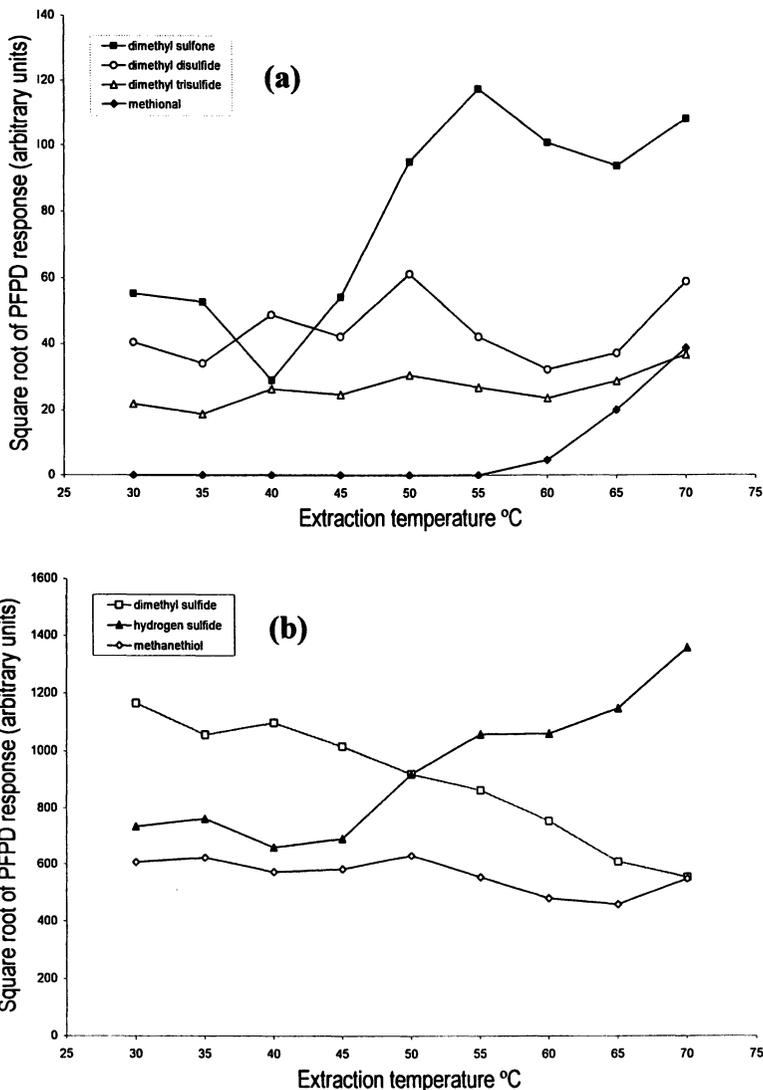 140
120
100
80
60
40
20
0
dimethyl sulfone
dimethyl disulfide
dimethyl trisulfide
methional
(a)
Square root of PFPD response (arbitrary units)
25 30 35 40 45 50 55 60 65 70 75
Extraction temperature ºC
1600
1400
1200
1000
800
600
400
200
0
dimethyl sulfide
hydrogen sulfide
methanethiol
(b)
Square root of PFPD response (arbitrary units)
25 30 35 40 45 50 55 60 65 70 75
Extraction temperature ºC